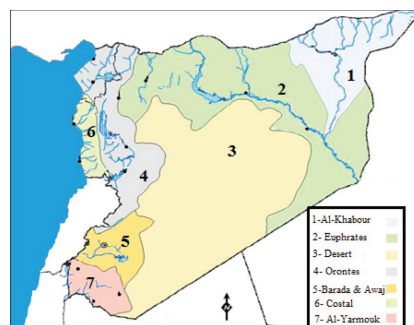 1
2
3
6
4
5
7
1-Al-Khabour
2- Euphrates
3- Desert
4- Orontes
5-Barada & Awaj
6- Costal
7- Al-Yarmouk